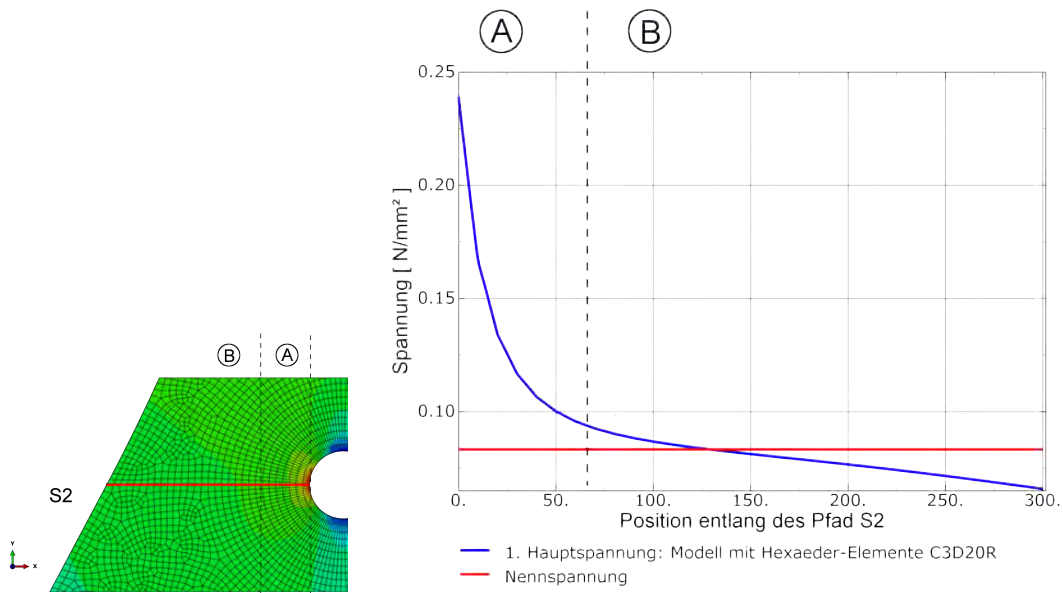 A
B
0.25
0.20
0.15
0.10
Spannung [ N/mm² ]
0.
50.
100.
150.
200.
250.
300.
Position entlang des Pfad S2
1. Hauptspannung: Modell mit Hexaeder-Elemente C3D20R
Nennspannung
B
A
S2
Y
X